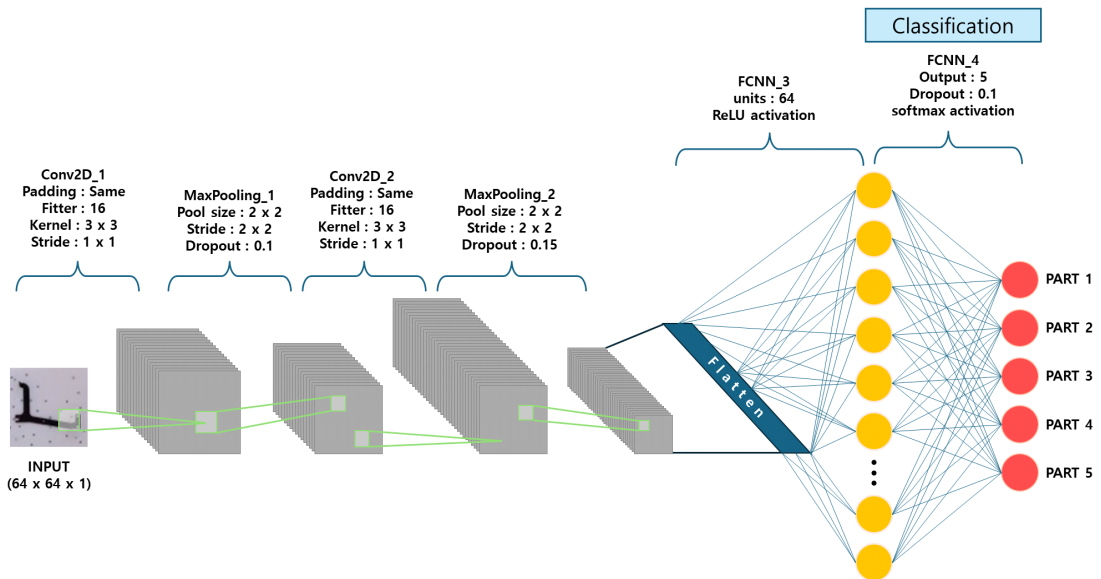 Classification
FCNN_4
Output : 5
Dropout : 0.1
softmax activation
FCNN_3
units : 64
ReLU activation
Conv2D_1
Padding : Same
Fitter : 16
Kernel : 3 x 3
Stride : 1 x 1
MaxPooling_1
Pool size : 2 x 2
Stride : 2 x 2
Dropout : 0.1
Conv2D_2
Padding : Same
Fitter : 16
Kernel : 3 x 3
Stride : 1 x 1
MaxPooling_2
Pool size : 2 x 2
Stride : 2 x 2
Dropout : 0.15
INPUT
(64 x 64 x 1)
Flatten
PART 1
PART 2
PART 3
PART 4
PART 5